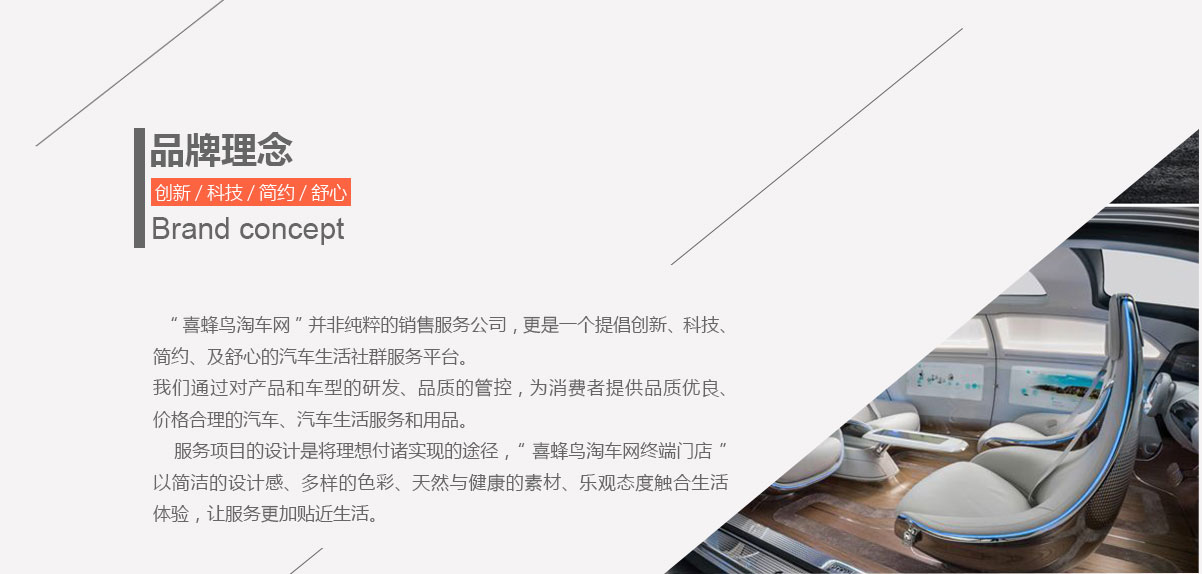 品牌理念
创新 / 科技 / 简约 / 舒心
Brand concept
“ 喜蜂鸟淘车网 ” 并非纯粹的销售服务公司，更是一个提倡创新、科技、
简约、及舒心的汽车生活社群服务平台。
我们通过对产品和车型的研发、品质的管控，为消费者提供品质优良、
价格合理的汽车、汽车生活服务和用品。
服务项目的设计是将理想付诸实现的途径，“ 喜蜂鸟淘车网终端门店 ”
以简洁的设计感、多样的色彩、天然与健康的素材、乐观态度触合生活
体验，让服务更加贴近生活。